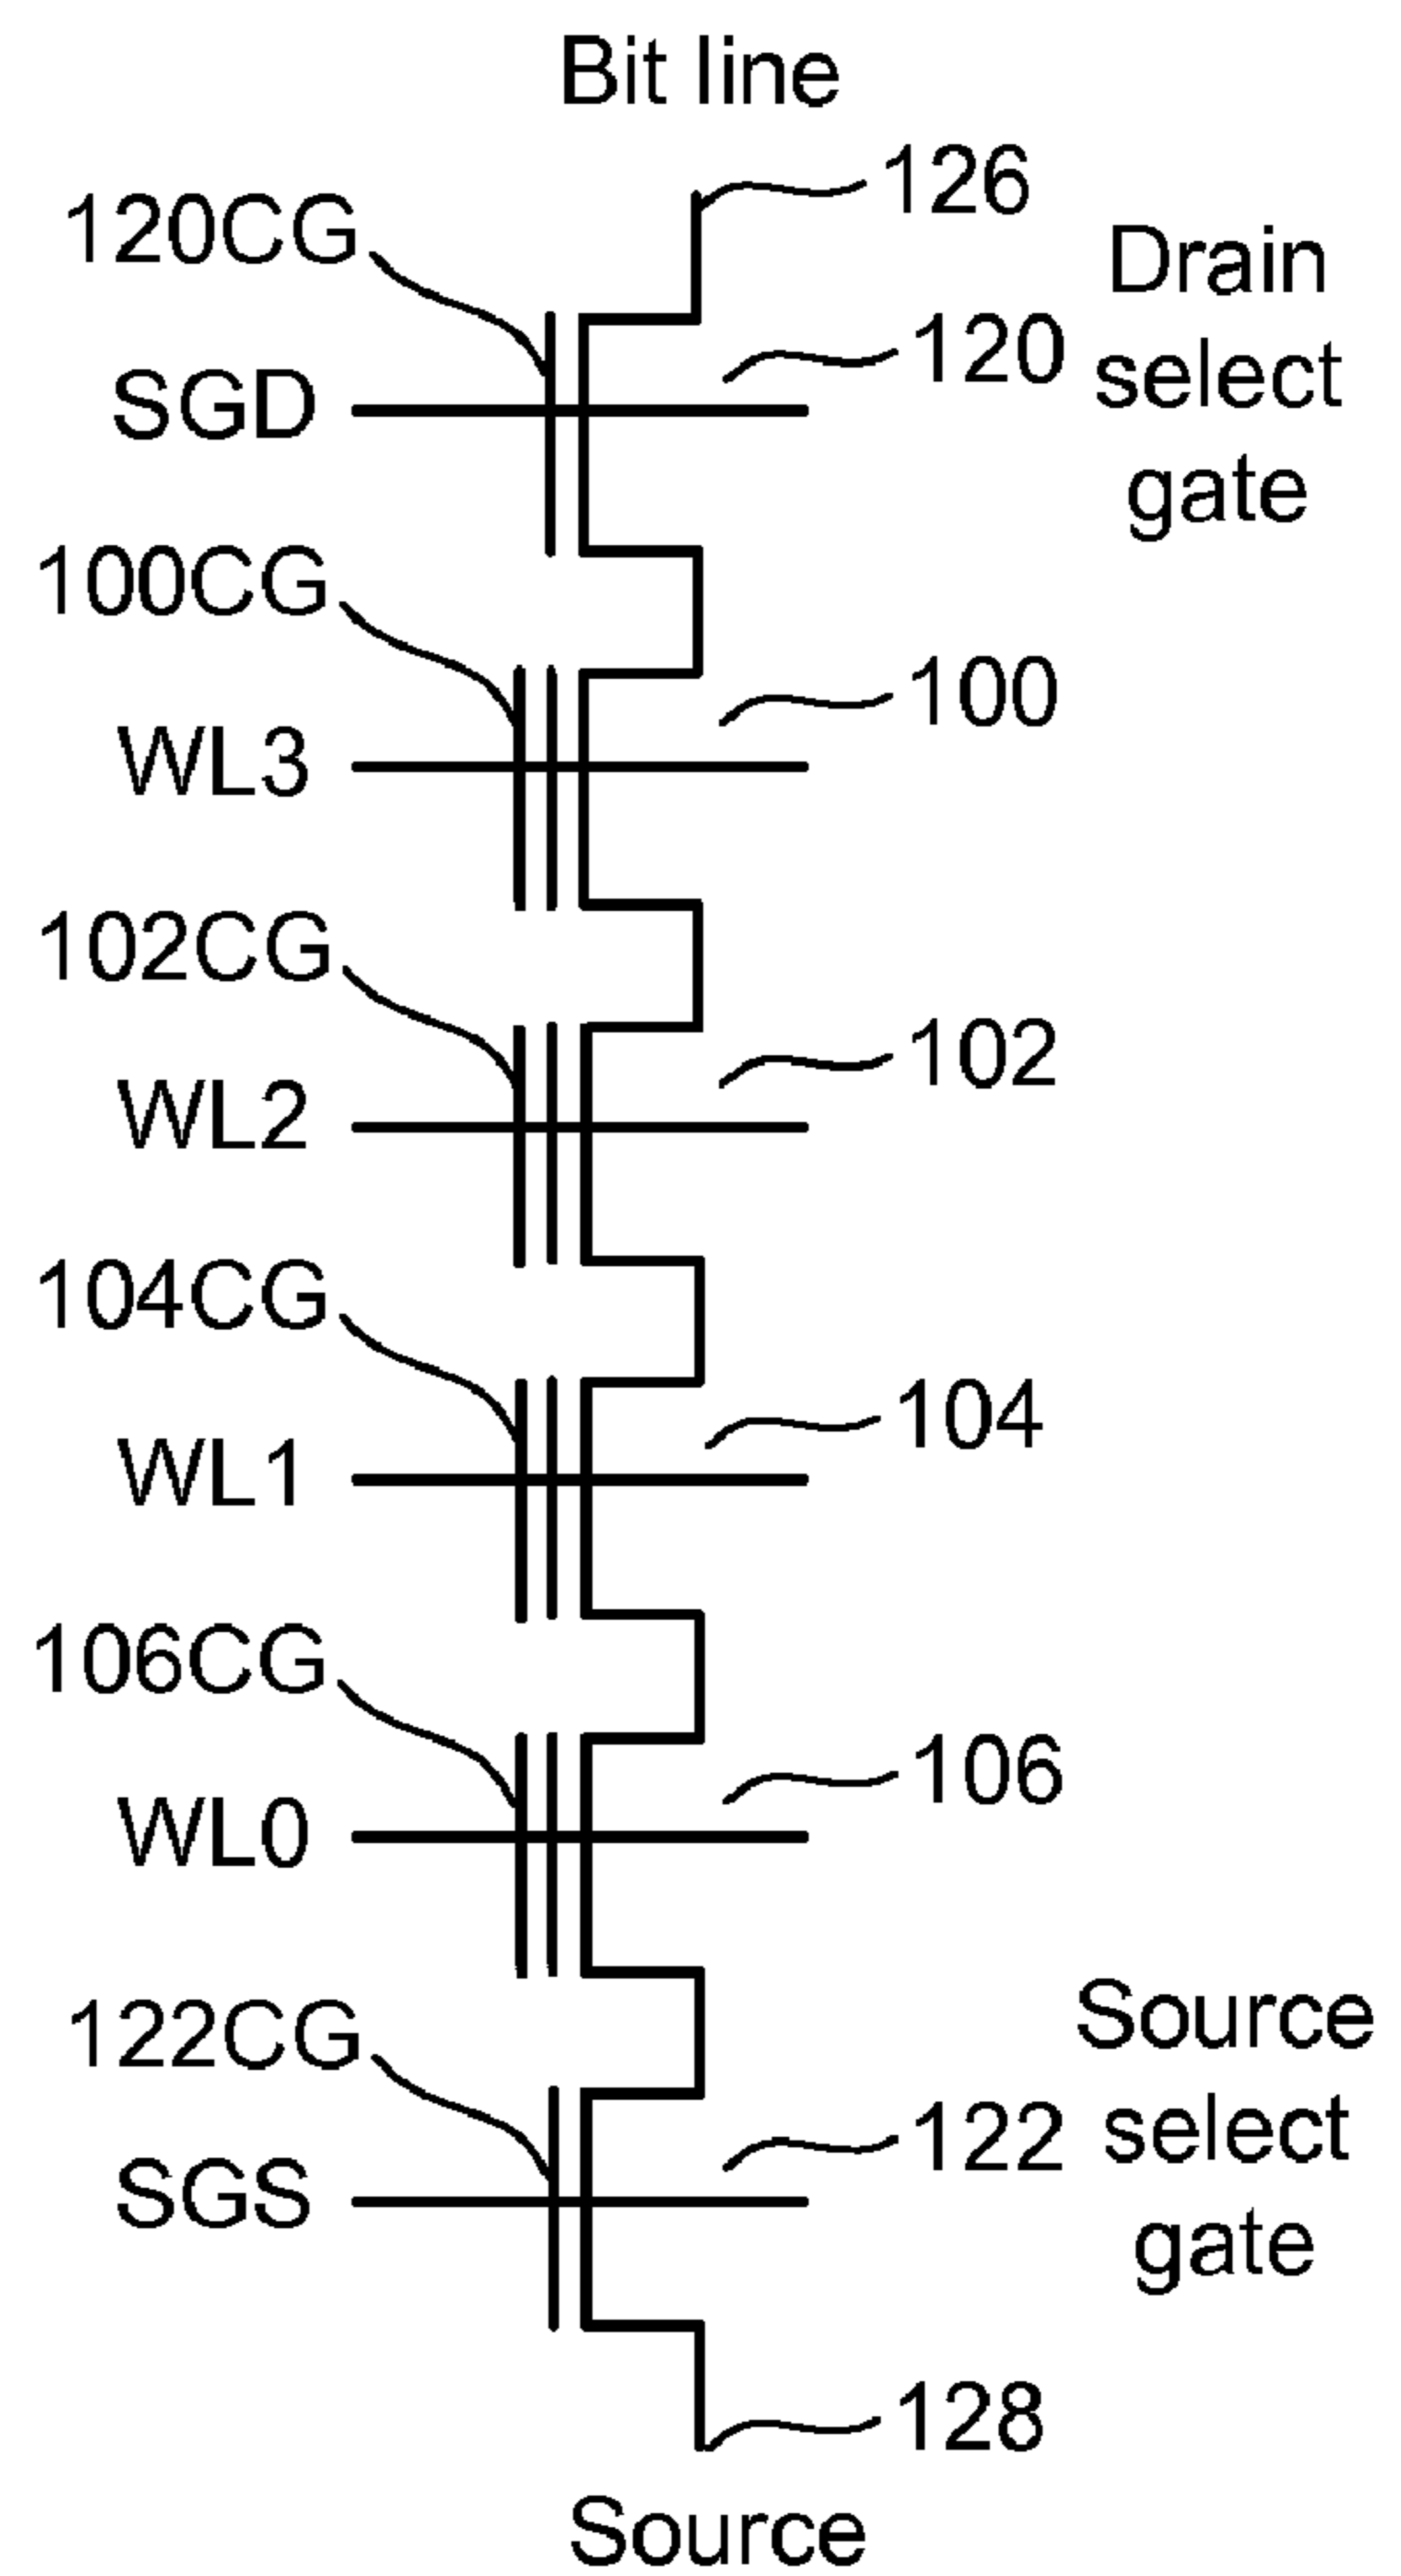 Bit line
126
120CG
Drain
select
gate
120
SGD
100CG
100
WL3
102CG
102
WL2
104CG
104
WL1
106CG
106
WL0
122CG
Source
select
gate
122
SGS
128
Source